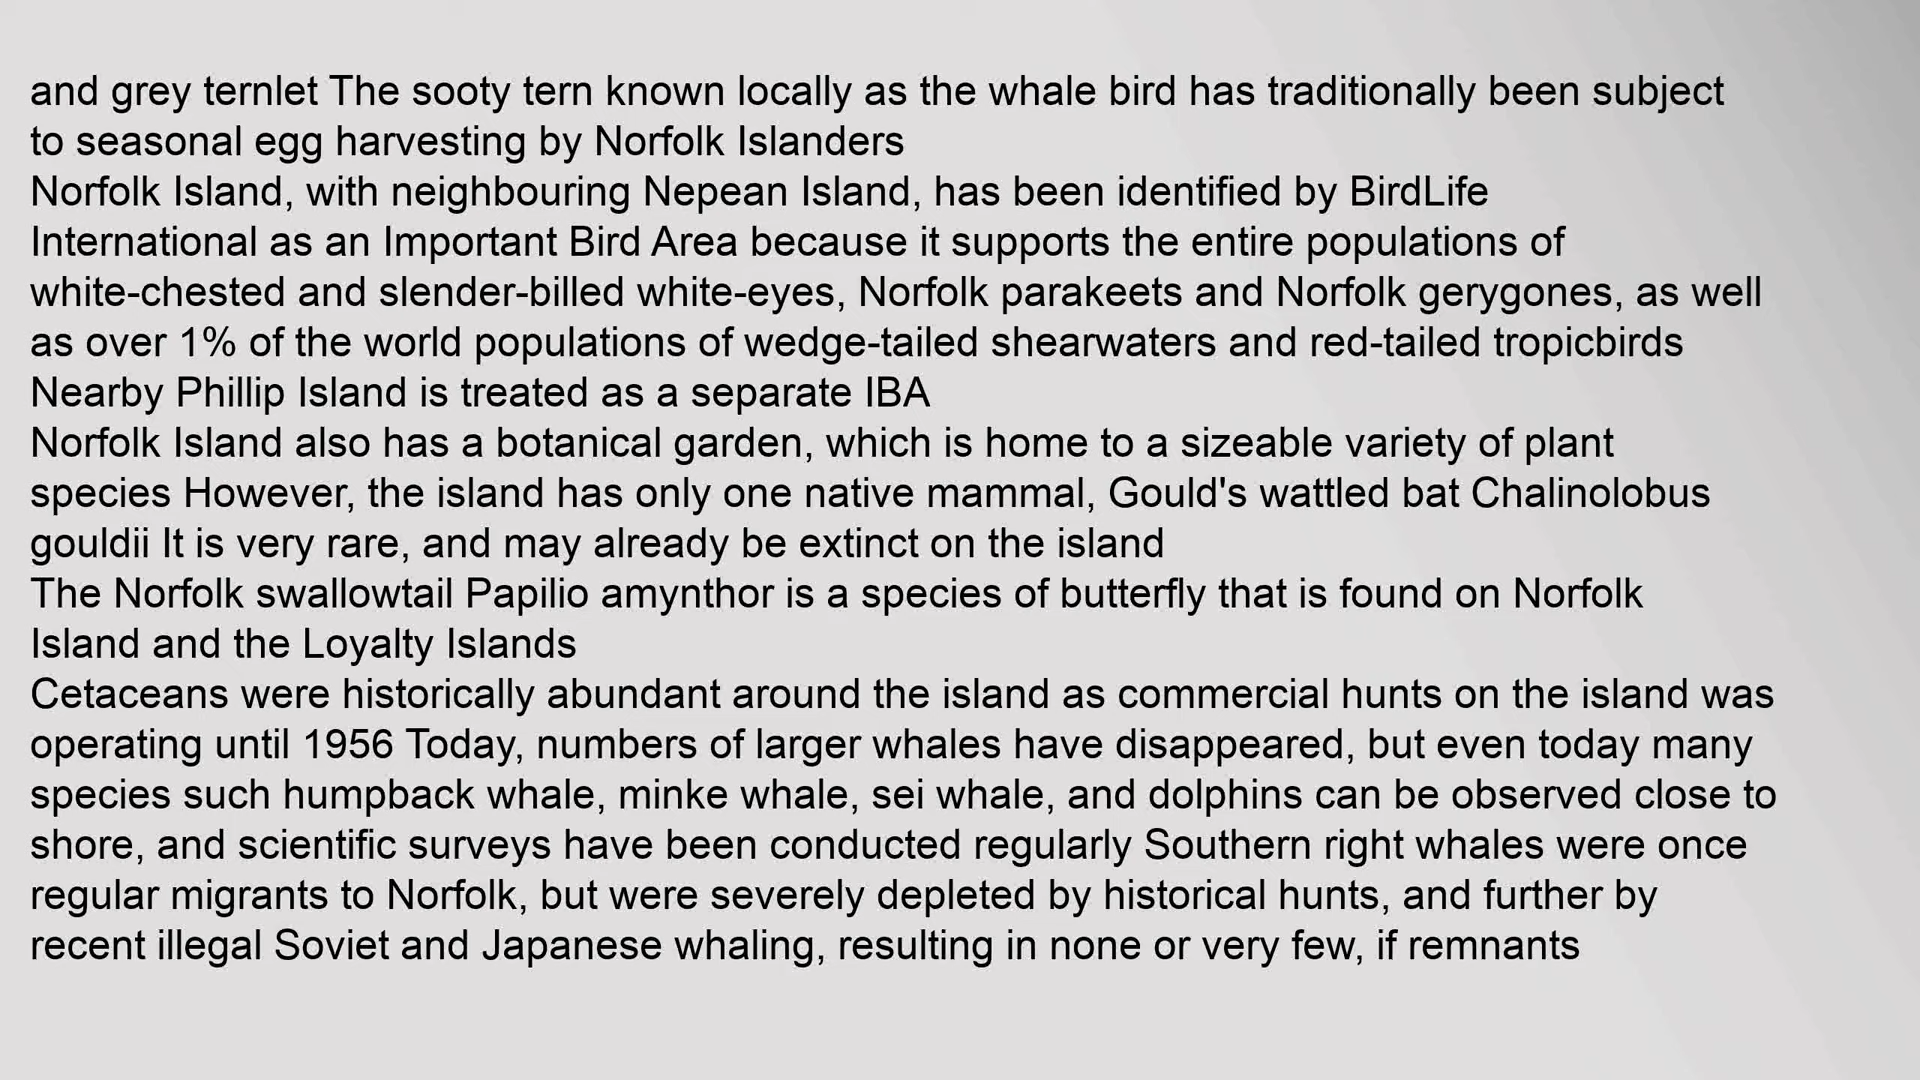 and grey ternlet The sooty tern known locally as the whale bird has traditionally been subject
to seasonal egg harvesting by Norfolk Islanders
Norfolk Island, with neighbouring Nepean Island, has been identified by BirdLife
International as an Important Bird Area because it supports the entire populations of
white-chested and slender-billed white-eyes, Norfolk parakeets and Norfolk gerygones, as well
as over 1% of the world populations of wedge-tailed shearwaters and red-tailed tropicbirds
Nearby Phillip Island is treated as a separate IBA
Norfolk Island also has a botanical garden, which is home to a sizeable variety of plant
species However, the island has only one native mammal, Gould's wattled bat Chalinolobus
gouldii It is very rare, and may already be extinct on the island
The Norfolk swallowtail Papilio amynthor is a species of butterfly that is found on Norfolk
Island and the Loyalty Islands
Cetaceans were historically abundant around the island as commercial hunts on the island was
operating until 1956 Today, numbers of larger whales have disappeared, but even today many
species such humpback whale, minke whale, sei whale, and dolphins can be observed close to
shore, and scientific surveys have been conducted regularly Southern right whales were once
regular migrants to Norfolk, but were severely depleted by historical hunts, and further by
recent illegal Soviet and Japanese whaling, resulting in none or very few, if remnants